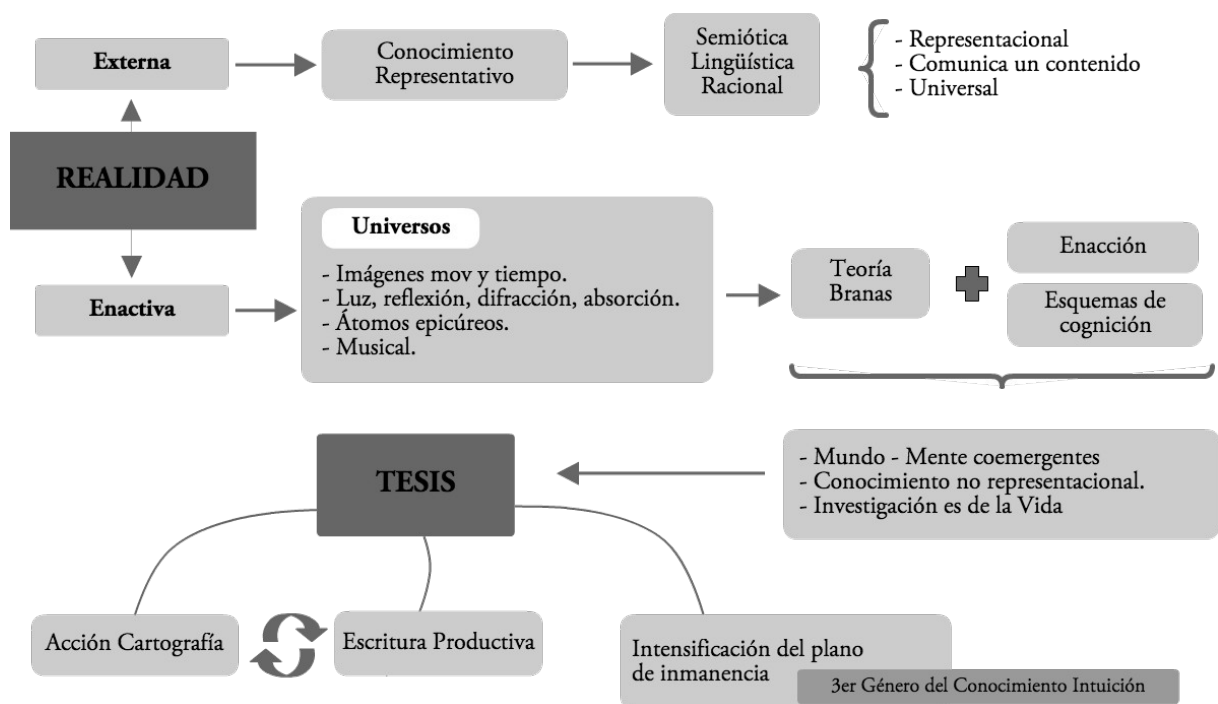 Externa
Conocimiento
Representativo
Semiótica
Lingüística
Racional
- Representacional
- Comunica un contenido
- Universal
REALIDAD
Enactiva
Universos
- Imágenes mov y tiempo.
- Luz, reflexión, difracción, absorción.
- Átomos epicúreos.
- Musical.
Teoría
Branas
Enacción
Esquemas de
cognición
- Mundo - Mente coemergentes
- Conocimiento no representacional.
- Investigación es de la Vida
TESIS
Acción Cartografía
Escritura Productiva
Intensificación del plano
de inmanencia
3er Género del Conocimiento Intuición